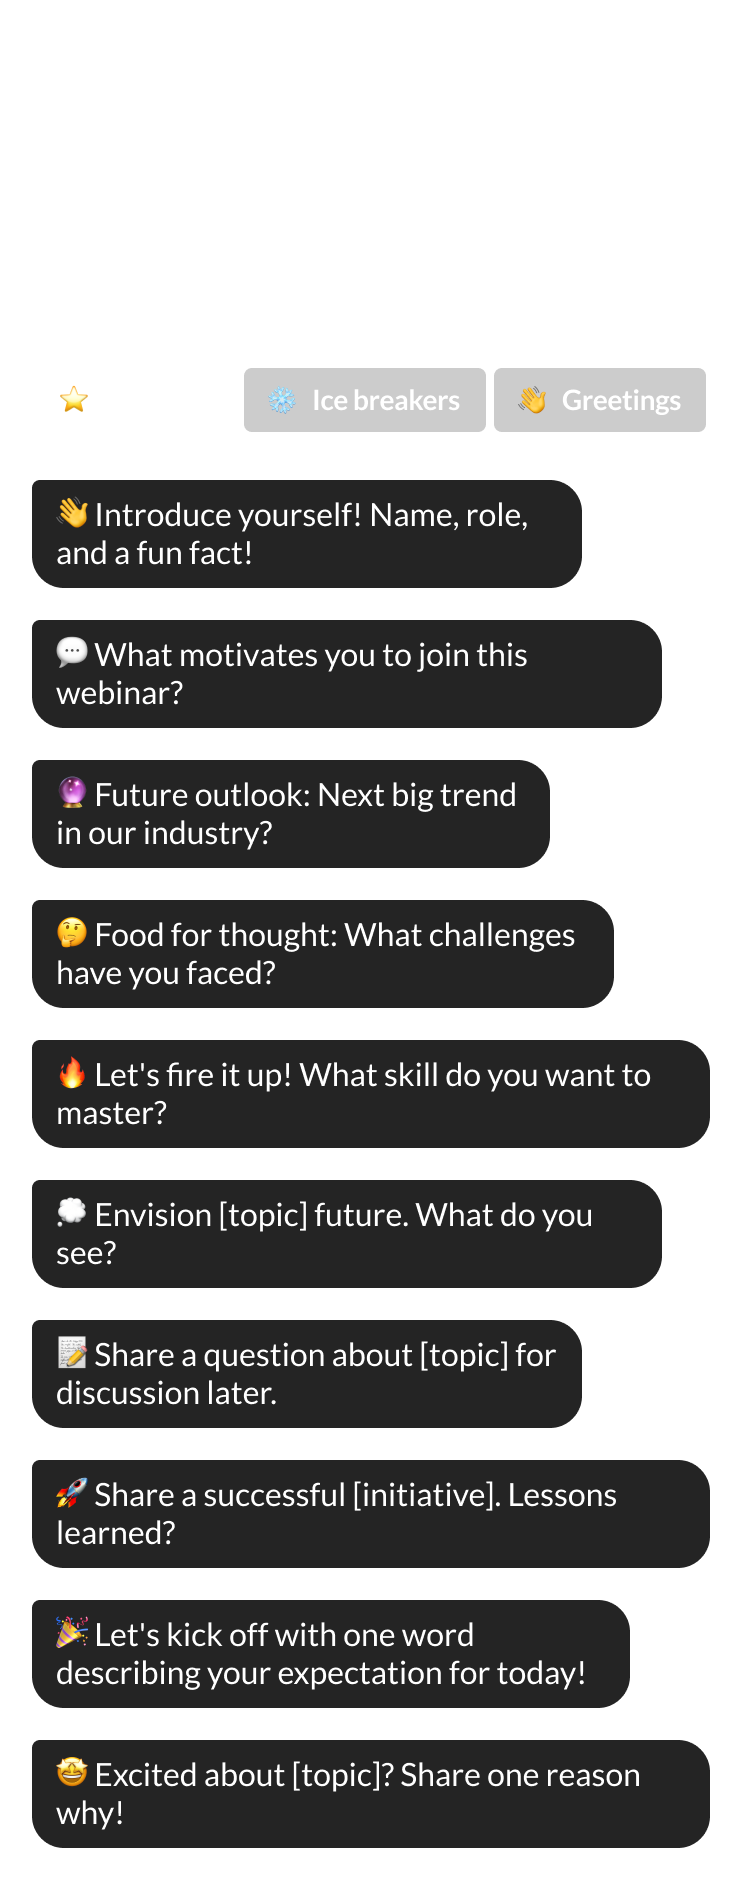 ⭐
❄️ Ice breakers
👋 Greetings
👋 Introduce yourself! Name, role,
and a fun fact!
💬 What motivates you to join this
webinar?
🔮 Future outlook: Next big trend
in our industry?
🤔 Food for thought: What challenges
have you faced?
🔥 Let's fire it up! What skill do you want to
master?
💭 Envision [topic] future. What do you
see?
📝 Share a question about [topic] for
discussion later.
🚀 Share a successful [initiative]. Lessons
learned?
🎉 Let's kick off with one word
describing your expectation for today!
🤩 Excited about [topic]? Share one reason
why!